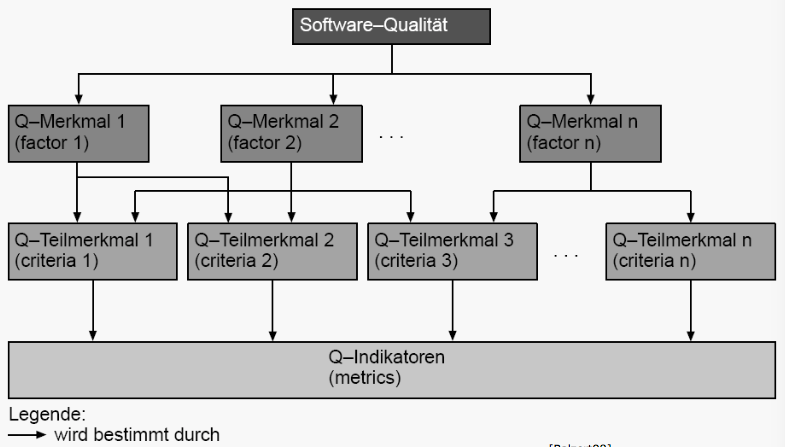 Software–Qualität
Q–Merkmal 1
(factor 1)
Q–Merkmal 2
(factor 2)
. . .
Q–Merkmal n
(factor n)
Q–Teilmerkmal 1
(criteria 1)
Q–Teilmerkmal 2
(criteria 2)
Q–Teilmerkmal 3
(criteria 3)
. . .
Q–Teilmerkmal n
(criteria n)
Q–Indikatoren
(metrics)
Legende:
wird bestimmt durch